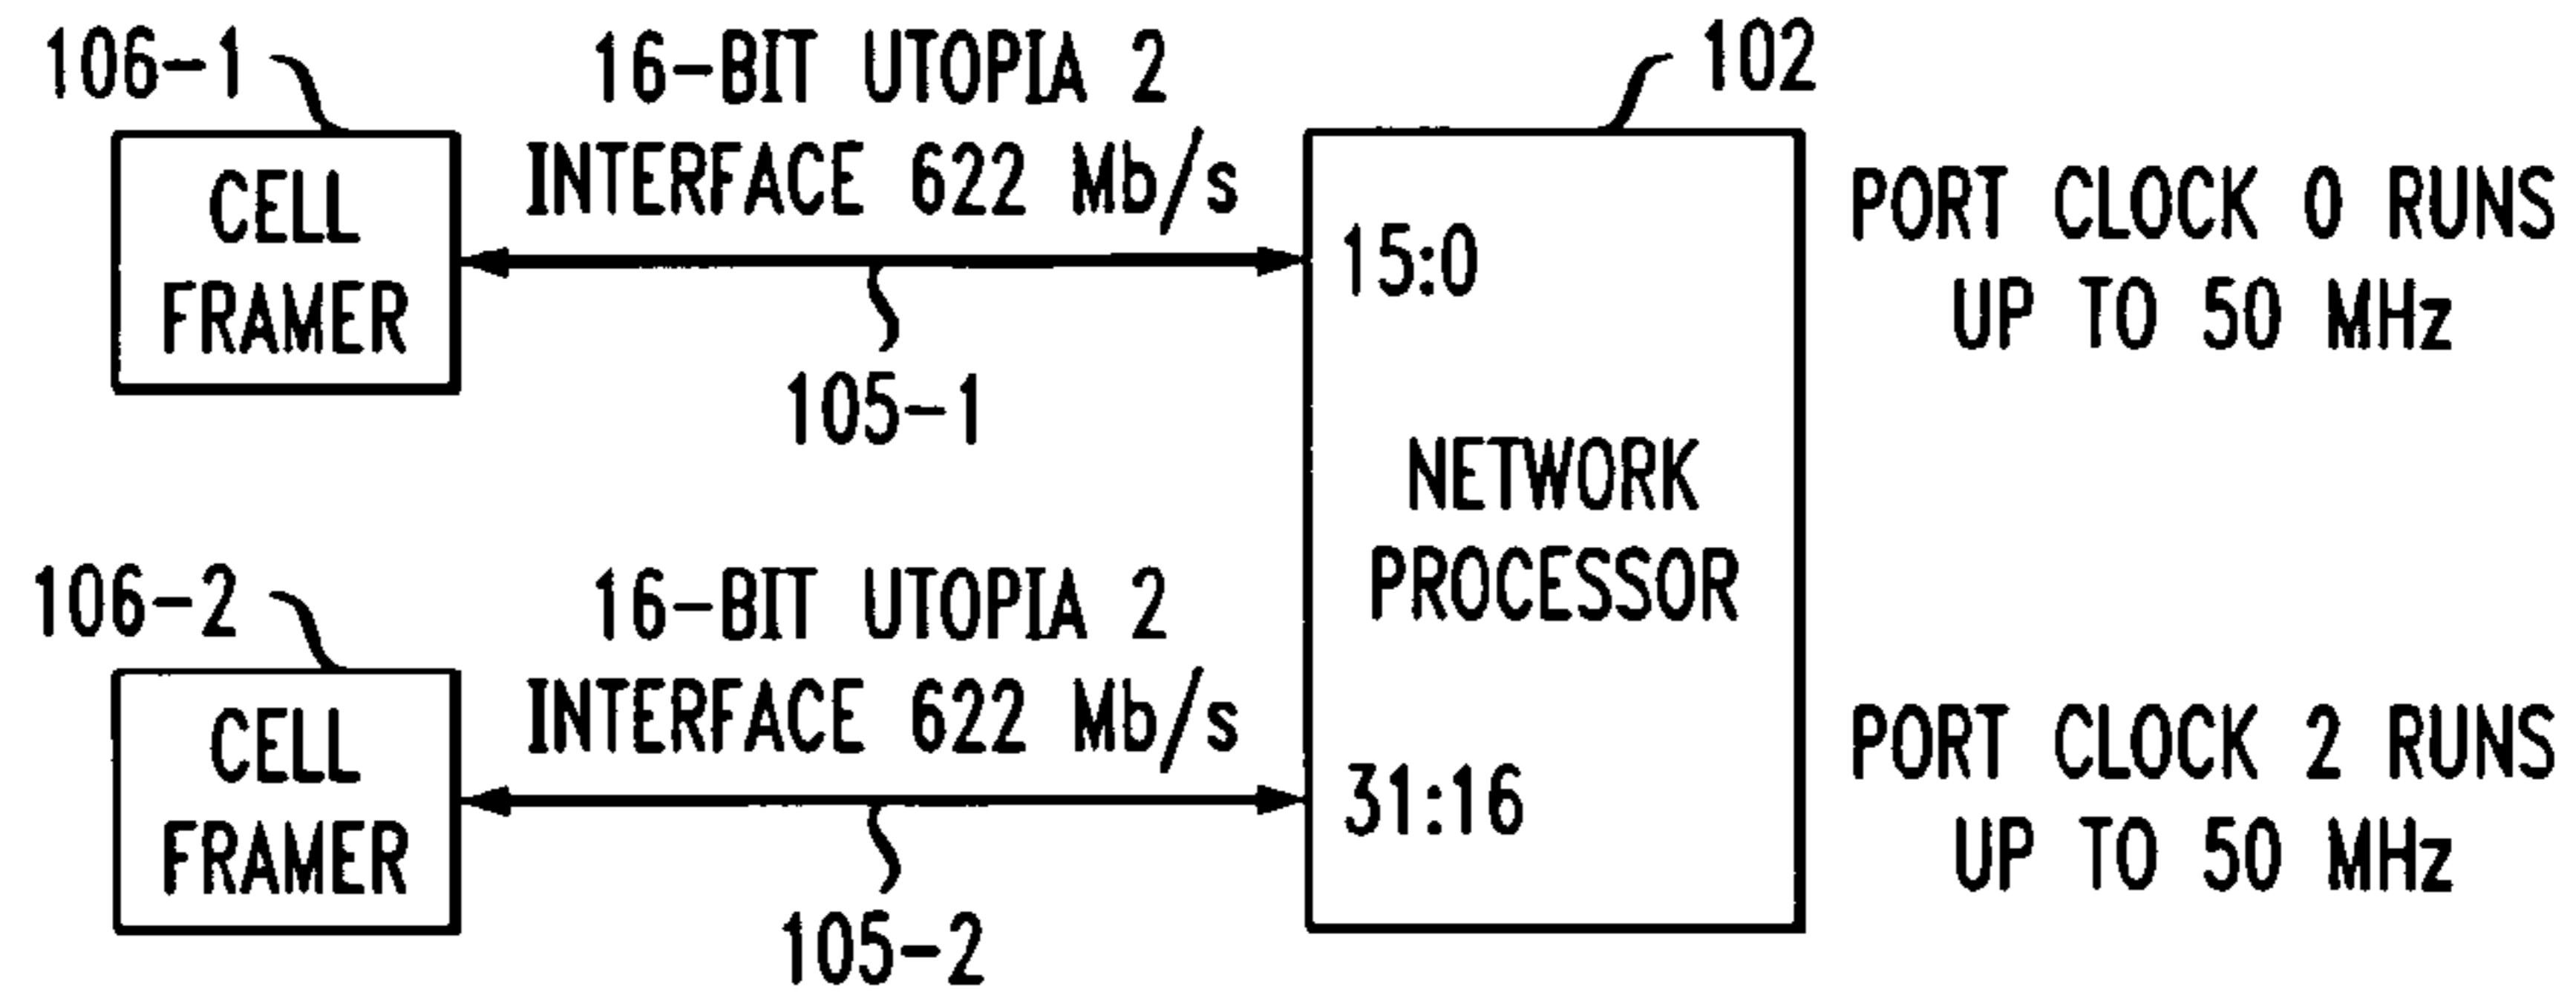 106-1
16-BIT UTOPIA 2
INTERFACE 622 Mb/s
102
CELL
FRAMER
15:0
PORT CLOCK 0 RUNS
UP TO 50 MHz
105-1
NETWORK
PROCESSOR
106-2
16-BIT UTOPIA 2
INTERFACE 622 Mb/s
CELL
FRAMER
31:16
PORT CLOCK 2 RUNS
UP TO 50 MHz
105-2